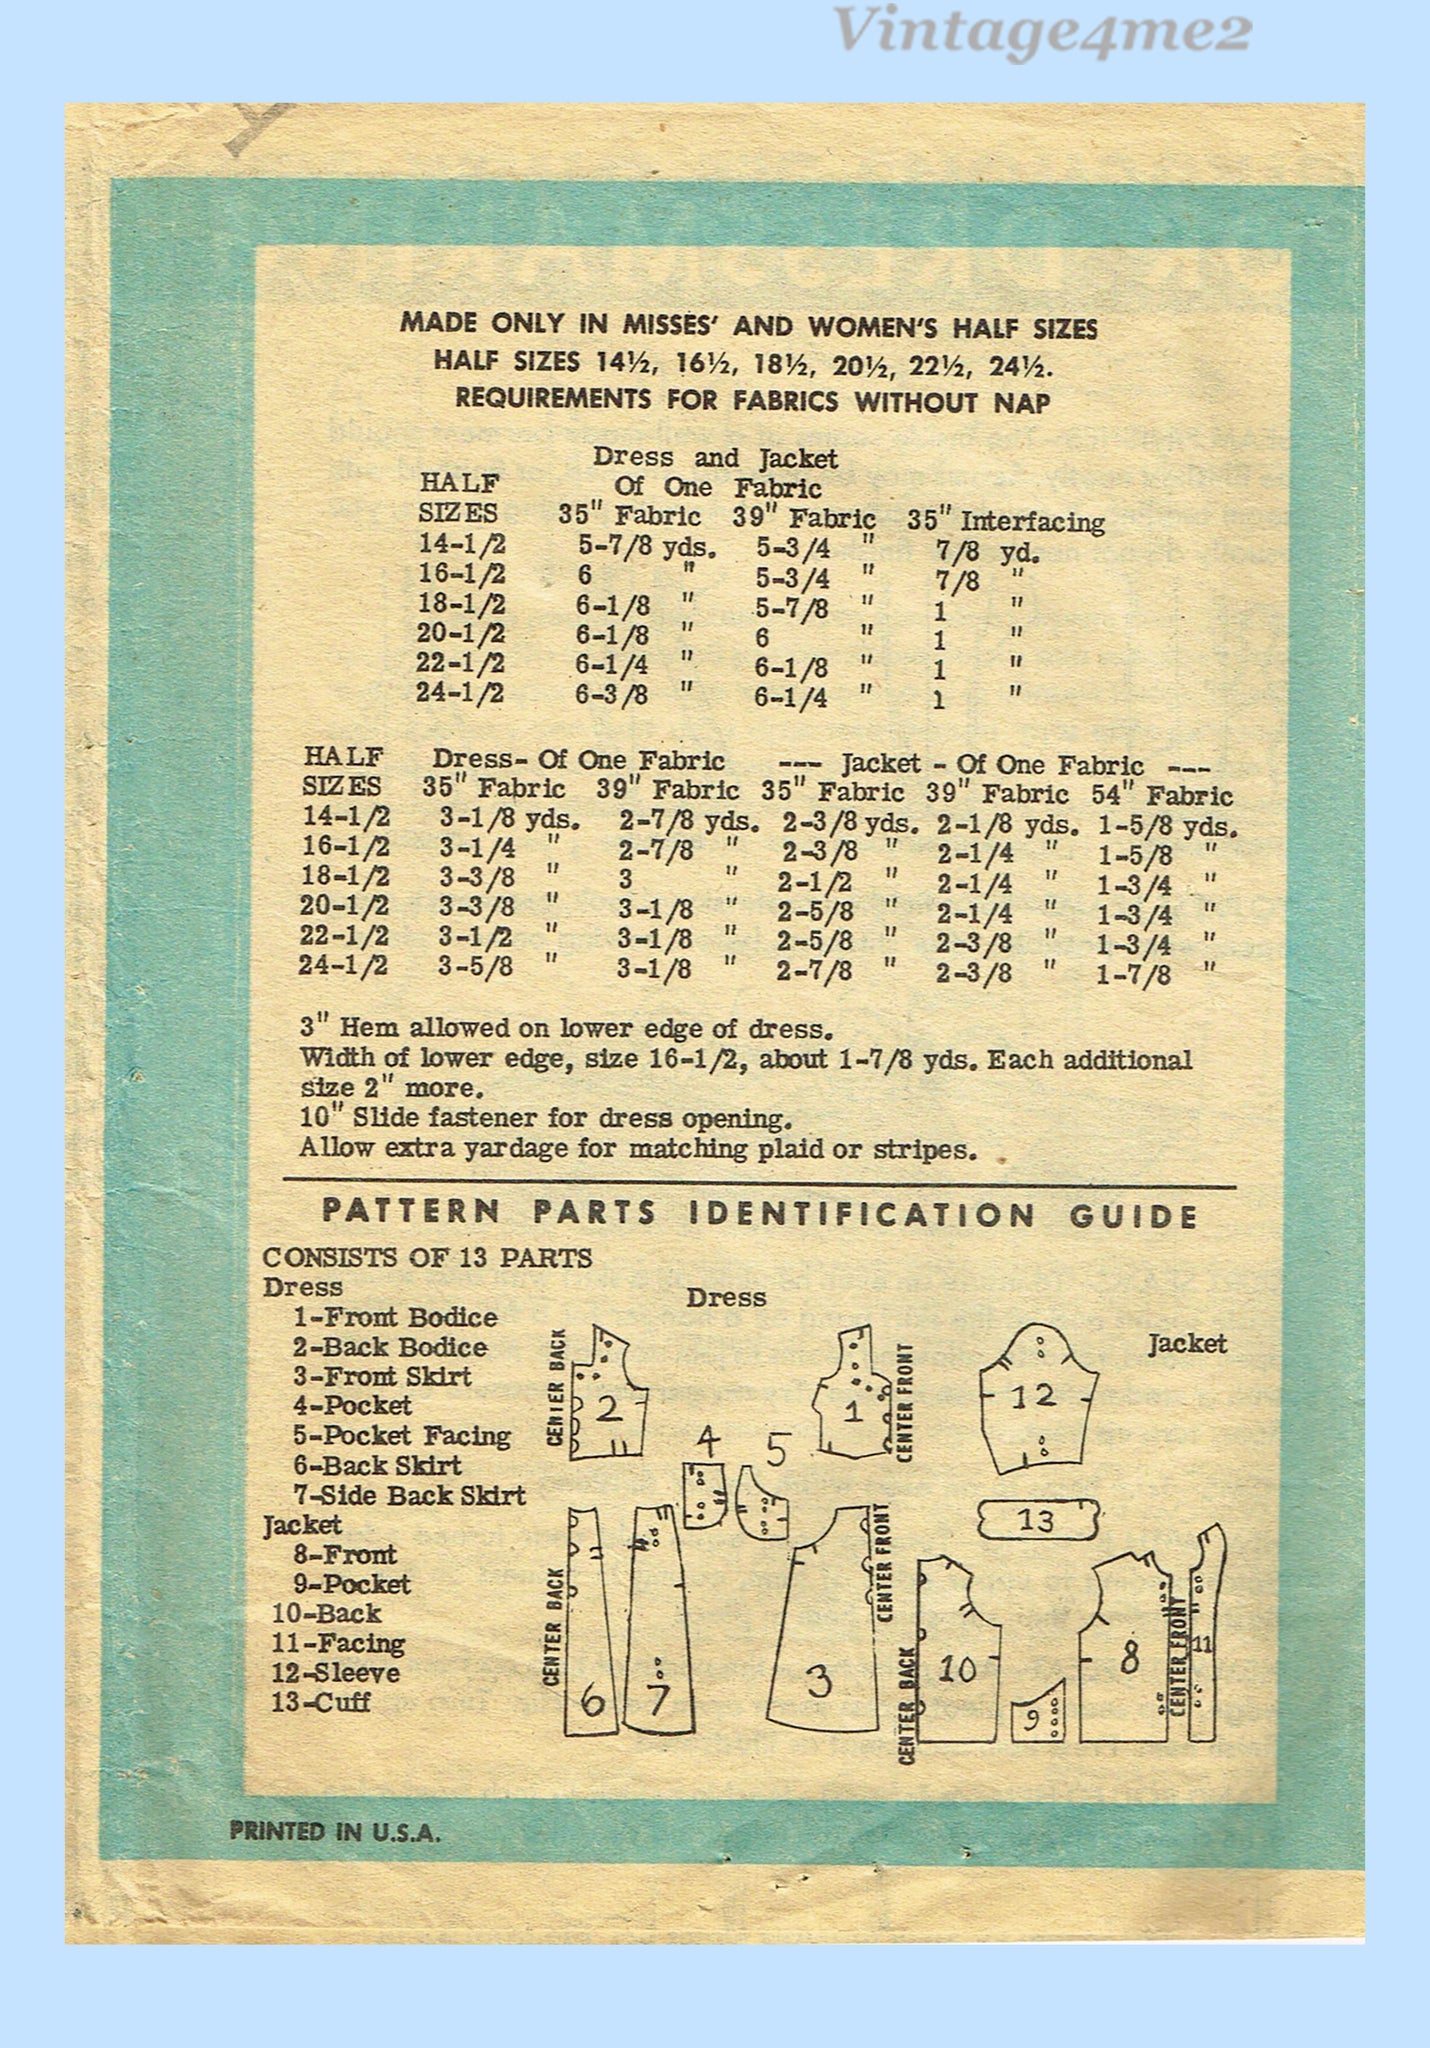 Vintage4me2
MADE ONLY IN MISSES' AND WOMEN'S HALF SIZES
HALF SIZES 14½, 16½, 18½, 20½, 22½, 24½.
REQUIREMENTS FOR FABRICS WITHOUT NAP
Dress and Jacket
HALF Of One Fabric
SIZES 35" Fabric 39" Fabric 35" Interfacing
14-1/2 5-7/8 yds. 5-3/4 " 7/8 yd.
16-1/2 6 " 5-3/4 " 7/8 "
18-1/2 6-1/8 " 5-7/8 " 1 "
20-1/2 6-1/8 " 6 " 1 "
22-1/2 6-1/4 " 6-1/8 " 1 "
24-1/2 6-3/8 " 6-1/4 " 1 "
HALF Dress- Of One Fabric --- Jacket - Of One Fabric ---
SIZES 35" Fabric 39" Fabric 35" Fabric 39" Fabric 54" Fabric
14-1/2 3-1/8 yds. 2-7/8 yds. 2-3/8 yds. 2-1/8 yds. 1-5/8 yds.
16-1/2 3-1/4 " 2-7/8 " 2-3/8 " 2-1/4 " 1-5/8 "
18-1/2 3-3/8 " 3 " 2-1/2 " 2-1/4 " 1-3/4 "
20-1/2 3-3/8 " 3-1/8 " 2-5/8 " 2-1/4 " 1-3/4 "
22-1/2 3-1/2 " 3-1/8 " 2-5/8 " 2-3/8 " 1-3/4 "
24-1/2 3-5/8 " 3-1/8 " 2-7/8 " 2-3/8 " 1-7/8 "
3" Hem allowed on lower edge of dress.
Width of lower edge, size 16-1/2, about 1-7/8 yds. Each additional
size 2" more.
10" Slide fastener for dress opening.
Allow extra yardage for matching plaid or stripes.
PATTERN PARTS IDENTIFICATION GUIDE
CONSISTS OF 13 PARTS
Dress
1-Front Bodice
2-Back Bodice
3-Front Skirt
4-Pocket
5-Pocket Facing
6-Back Skirt
7-Side Back Skirt
Jacket
8-Front
9-Pocket
10-Back
11-Facing
12-Sleeve
13-Cuff
Dress
CENTER BACK
2
1
CENTER FRONT
4
5
CENTER BACK
6
7
3
CENTER FRONT
Jacket
12
13
CENTER BACK
10
9
8
CENTER FRONT
11
PRINTED IN U.S.A.